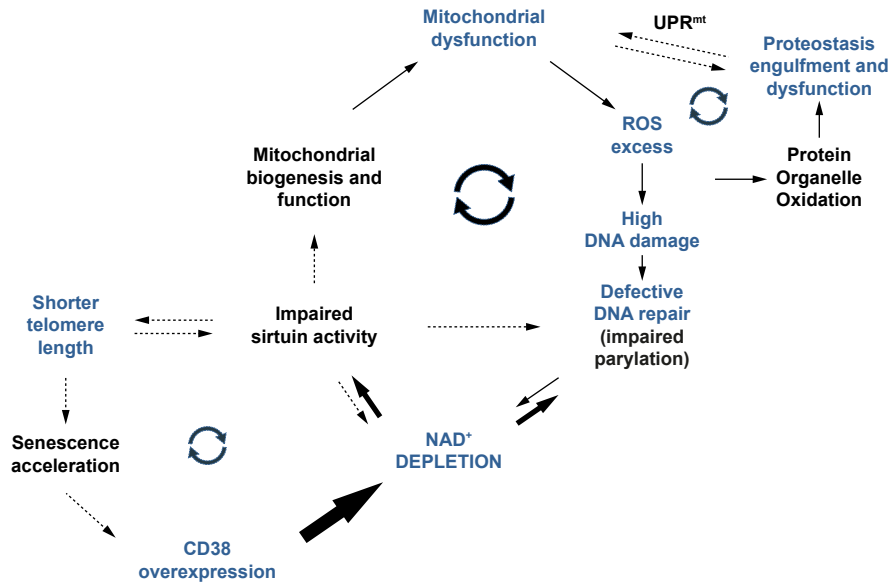 Mitochondrial
dysfunction
UPRmt
Proteostasis
engulfment and
dysfunction
ROS
excess
Protein
Organelle
Oxidation
Mitochondrial
biogenesis and
function
High
DNA damage
Shorter
telomere
length
Impaired
sirtuin activity
Defective
DNA repair
(impaired
parylation)
Senescence
acceleration
NAD+
DEPLETION
CD38
overexpression